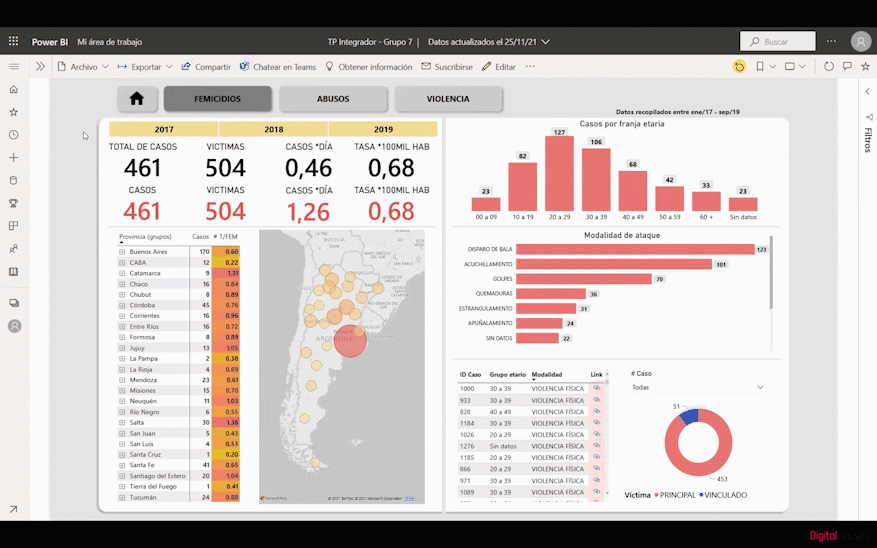 Power BI Mi área de trabajo TP Integrador - Grupo 7 | Datos actualizados el 25/11/21 Buscar
Archivo Exportar Compartir Chatear en Teams Obtener información Suscribirse Editar
FEMICIDIOS ABUSOS VIOLENCIA
Filtros
2017 2018 2019
TOTAL DE CASOS VICTIMAS CASOS *DÍA TASA *100MIL HAB
461 504 0,46 0,68
CASOS VICTIMAS CASOS *DÍA TASA *100MIL HAB
461 504 1,26 0,68
Provincia (grupos) Casos # T/FEM
Buenos Aires 170 0,60
CABA 12 0,22
Catamarca 9 1,31
Chaco 16 0,84
Chubut 8 0,89
Córdoba 45 0,76
Corrientes 16 0,96
Entre Ríos 16 0,72
Formosa 8 0,89
Jujuy 13 1,05
La Pampa 2 0,38
La Rioja 4 0,69
Mendoza 23 0,61
Misiones 15 0,70
Neuquén 11 1,03
Río Negro 6 0,55
Salta 30 1,38
San Juan 5 0,43
San Luis 4 0,53
Santa Cruz 1 0,20
Santa Fe 41 0,65
Santiago del Estero 20 1,04
Tierra del Fuego 1 0,41
Tucumán 24 0,88
BOLIVIA
ARGENTINA
Datos recopilados entre ene/17 - sep/19
Casos por franja etaria
23 82 127 106 68 42 33 23
00 a 09 10 a 19 20 a 29 30 a 39 40 a 49 50 a 59 60 + Sin datos
Modalidad de ataque
DISPARO DE BALA 123
ACUCHILLAMIENTO 101
GOLPES 70
QUEMADURAS 36
ESTRANGULAMIENTO 31
APUÑALAMIENTO 24
SIN DATOS 22
ID Caso Grupo etario Modalidad Link
1000 30 a 39 VIOLENCIA FÍSICA
933 30 a 39 VIOLENCIA FÍSICA
828 40 a 49 VIOLENCIA FÍSICA
1184 30 a 39 VIOLENCIA FÍSICA
1026 20 a 29 VIOLENCIA FÍSICA
1276 Sin datos VIOLENCIA FÍSICA
1185 20 a 29 VIOLENCIA FÍSICA
866 20 a 29 VIOLENCIA FÍSICA
971 30 a 39 VIOLENCIA FÍSICA
1089 30 a 39 VIOLENCIA FÍSICA
# Caso
Todas
51
453
Víctima PRINCIPAL VINCULADO